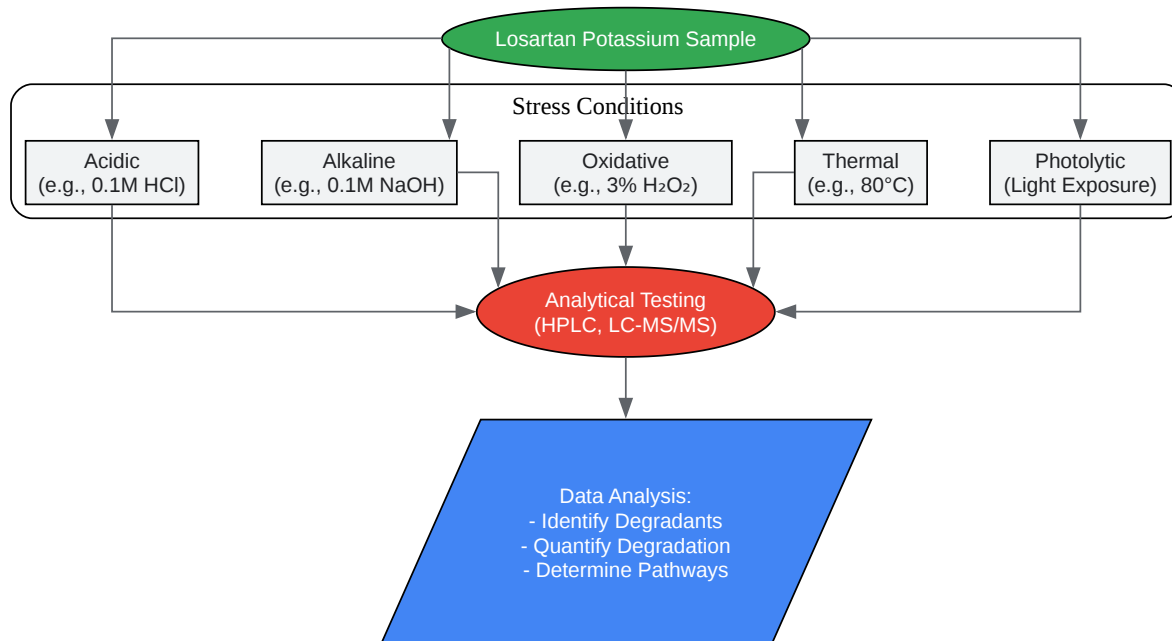 Losartan Potassium Sample
Stress Conditions
Acidic
(e.g., 0.1M HCl)
Alkaline
(e.g., 0.1M NaOH)
Oxidative
(e.g., 3% H₂O₂)
Thermal
(e.g., 80°C)
Photolytic
(Light Exposure)
Analytical Testing
(HPLC, LC-MS/MS)
Data Analysis:
- Identify Degradants
- Quantify Degradation
- Determine Pathways